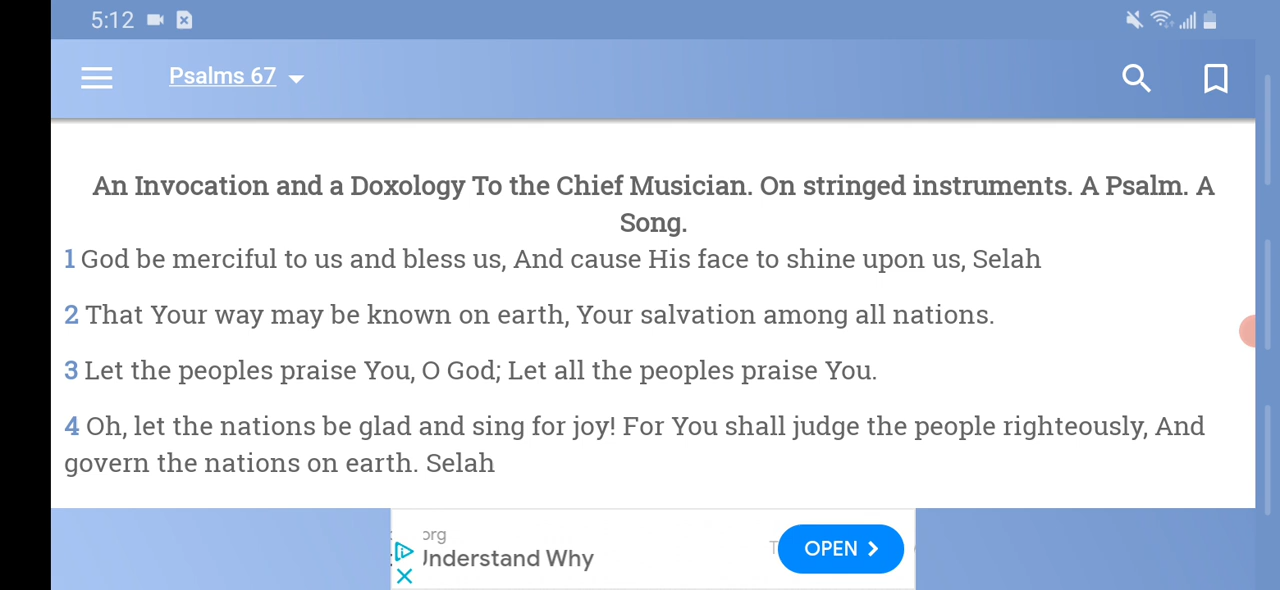 5:12
Psalms 67
An Invocation and a Doxology To the Chief Musician. On stringed instruments. A Psalm. A
Song.
1 God be merciful to us and bless us, And cause His face to shine upon us, Selah
2 That Your way may be known on earth, Your salvation among all nations.
3 Let the peoples praise You, O God; Let all the peoples praise You.
4 Oh, let the nations be glad and sing for joy! For You shall judge the people righteously, And
govern the nations on earth. Selah
org
Understand Why
OPEN